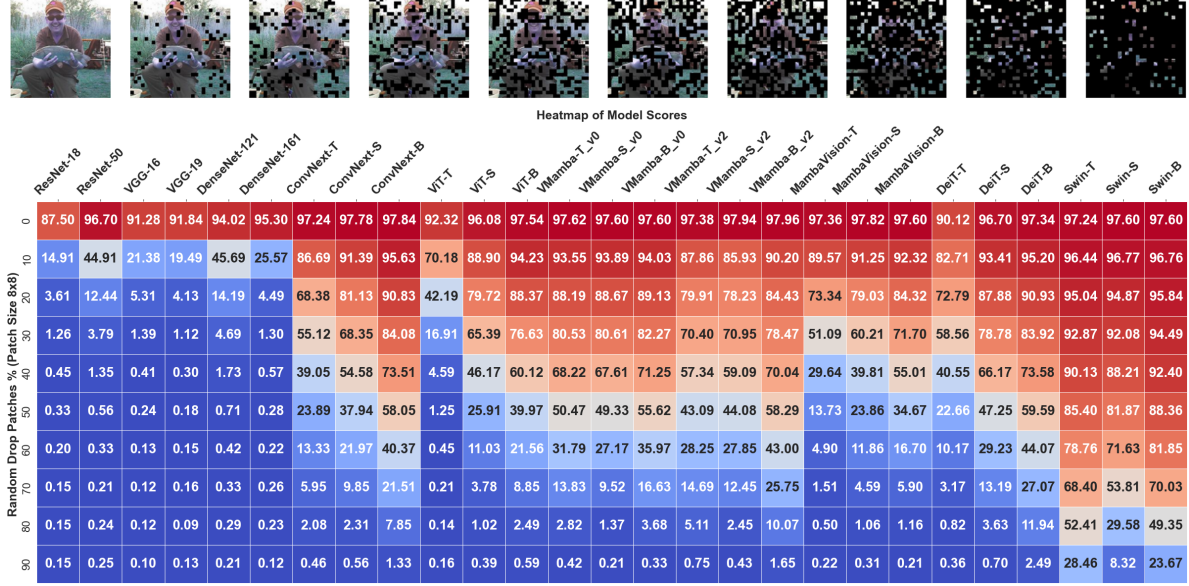 Heatmap of Model Scores
ResNet-18 ResNet-50 VGG-16 VGG-19 DenseNet-121 DenseNet-161 ConvNext-T ConvNext-S ConvNext-B ViT-T ViT-S ViT-B VMamba-T_v0 VMamba-S_v0 VMamba-B_v0 VMamba-T_v2 VMamba-S_v2 VMamba-B_v2 MambaVision-T MambaVision-S MambaVision-B DeiT-T DeiT-S DeiT-B Swin-T Swin-S Swin-B
Random Drop Patches % (Patch Size 8x8)
0 87.50 96.70 91.28 91.84 94.02 95.30 97.24 97.78 97.84 92.32 96.08 97.54 97.62 97.60 97.60 97.38 97.94 97.96 97.36 97.82 97.60 90.12 96.70 97.34 97.24 97.60 97.60
10 14.91 44.91 21.38 19.49 45.69 25.57 86.69 91.39 95.63 70.18 88.90 94.23 93.55 93.89 94.03 87.86 85.93 90.20 89.57 91.25 92.32 82.71 93.41 95.20 96.44 96.77 96.76
20 3.61 12.44 5.31 4.13 14.19 4.49 68.38 81.13 90.83 42.19 79.72 88.37 88.19 88.67 89.13 79.91 78.23 84.43 73.34 79.03 84.32 72.79 87.88 90.93 95.04 94.87 95.84
30 1.26 3.79 1.39 1.12 4.69 1.30 55.12 68.35 84.08 16.91 65.39 76.63 80.53 80.61 82.27 70.40 70.95 78.47 51.09 60.21 71.70 58.56 78.78 83.92 92.87 92.08 94.49
40 0.45 1.35 0.41 0.30 1.73 0.57 39.05 54.58 73.51 4.59 46.17 60.12 68.22 67.61 71.25 57.34 59.09 70.04 29.64 39.81 55.01 40.55 66.17 73.58 90.13 88.21 92.40
50 0.33 0.56 0.24 0.18 0.71 0.28 23.89 37.94 58.05 1.25 25.91 39.97 50.47 49.33 55.62 43.09 44.08 58.29 13.73 23.86 34.67 22.66 47.25 59.59 85.40 81.87 88.36
60 0.20 0.33 0.13 0.15 0.42 0.22 13.33 21.97 40.37 0.45 11.03 21.56 31.79 27.17 35.97 28.25 27.85 43.00 4.90 11.86 16.70 10.17 29.23 44.07 78.76 71.63 81.85
70 0.15 0.21 0.12 0.16 0.33 0.26 5.95 9.85 21.51 0.21 3.78 8.85 13.83 9.52 16.63 14.69 12.45 25.75 1.51 4.59 5.90 3.17 13.19 27.07 68.40 53.81 70.03
80 0.15 0.24 0.12 0.09 0.29 0.23 2.08 2.31 7.85 0.14 1.02 2.49 2.82 1.37 3.68 5.11 2.45 10.07 0.50 1.06 1.16 0.82 3.63 11.94 52.41 29.58 49.35
90 0.15 0.25 0.10 0.13 0.21 0.12 0.46 0.56 1.33 0.16 0.39 0.59 0.42 0.21 0.33 0.75 0.43 1.65 0.22 0.31 0.21 0.36 0.70 2.49 28.46 8.32 23.67